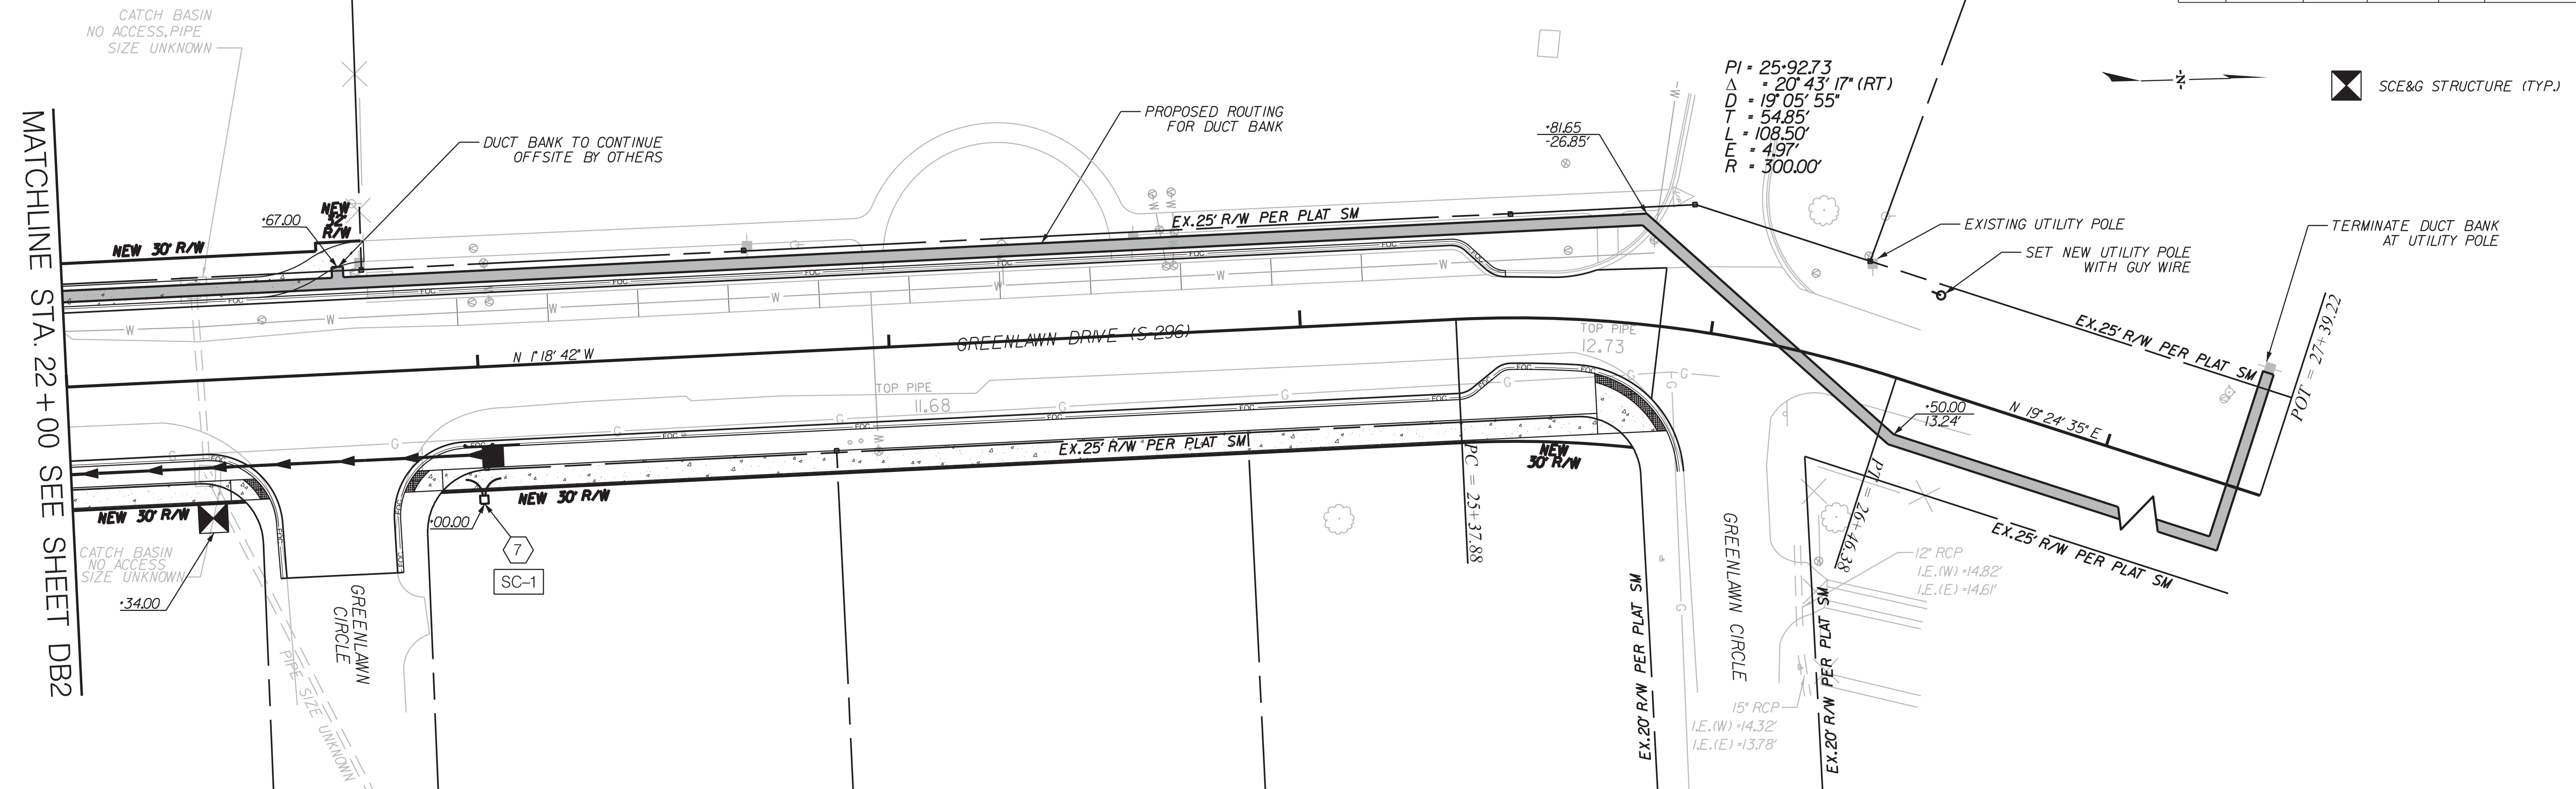 CATCH BASIN
NO ACCESS,PIPE
SIZE UNKNOWN
MATCHLINE STA. 22+00 SEE SHEET DB2
DUCT BANK TO CONTINUE
OFFSITE BY OTHERS
+67.00
NEW
32'
R/W
NEW 30' R/W
PROPOSED ROUTING
FOR DUCT BANK
EX.25' R/W PER PLAT SM
+81.65
-26.85'
PI = 25+92.73
Δ = 20° 43' 17" (RT)
D = 19° 05' 55"
T = 54.85'
L = 108.50'
E = 4.97'
R = 300.00'
N
SCE&G STRUCTURE (TYP.)
EXISTING UTILITY POLE
SET NEW UTILITY POLE
WITH GUY WIRE
TERMINATE DUCT BANK
AT UTILITY POLE
EX.25' R/W PER PLAT SM
POT = 27+39.22
N 1° 18' 42" W
GREENLAWN DRIVE (S-296)
TOP PIPE
12.73
TOP PIPE
11.68
+50.00
13.24'
N 19° 24' 35" E
EX.25' R/W PER PLAT SM
NEW 30' R/W
NEW 30' R/W
NEW
30' R/W
PC = 25+37.88
PT = 26+46.38
+00.00
7
SC-1
CATCH BASIN
NO ACCESS
SIZE UNKNOWN
+34.00
GREENLAWN
CIRCLE
PIPE SIZE UNKNOWN
EX.20' R/W PER PLAT SM
GREENLAWN CIRCLE
EX.20' R/W PER PLAT SM
EX.25' R/W PER PLAT SM
12" RCP
I.E.(W) =14.82'
I.E.(E) =14.61'
15" RCP
I.E.(W) =14.32'
I.E.(E) =13.78'
FOC
FOC
FOC
FOC
FOC
FOC
FOC
FOC
W
W
W
W
W
W
W
G
G
G
G
G
G
G